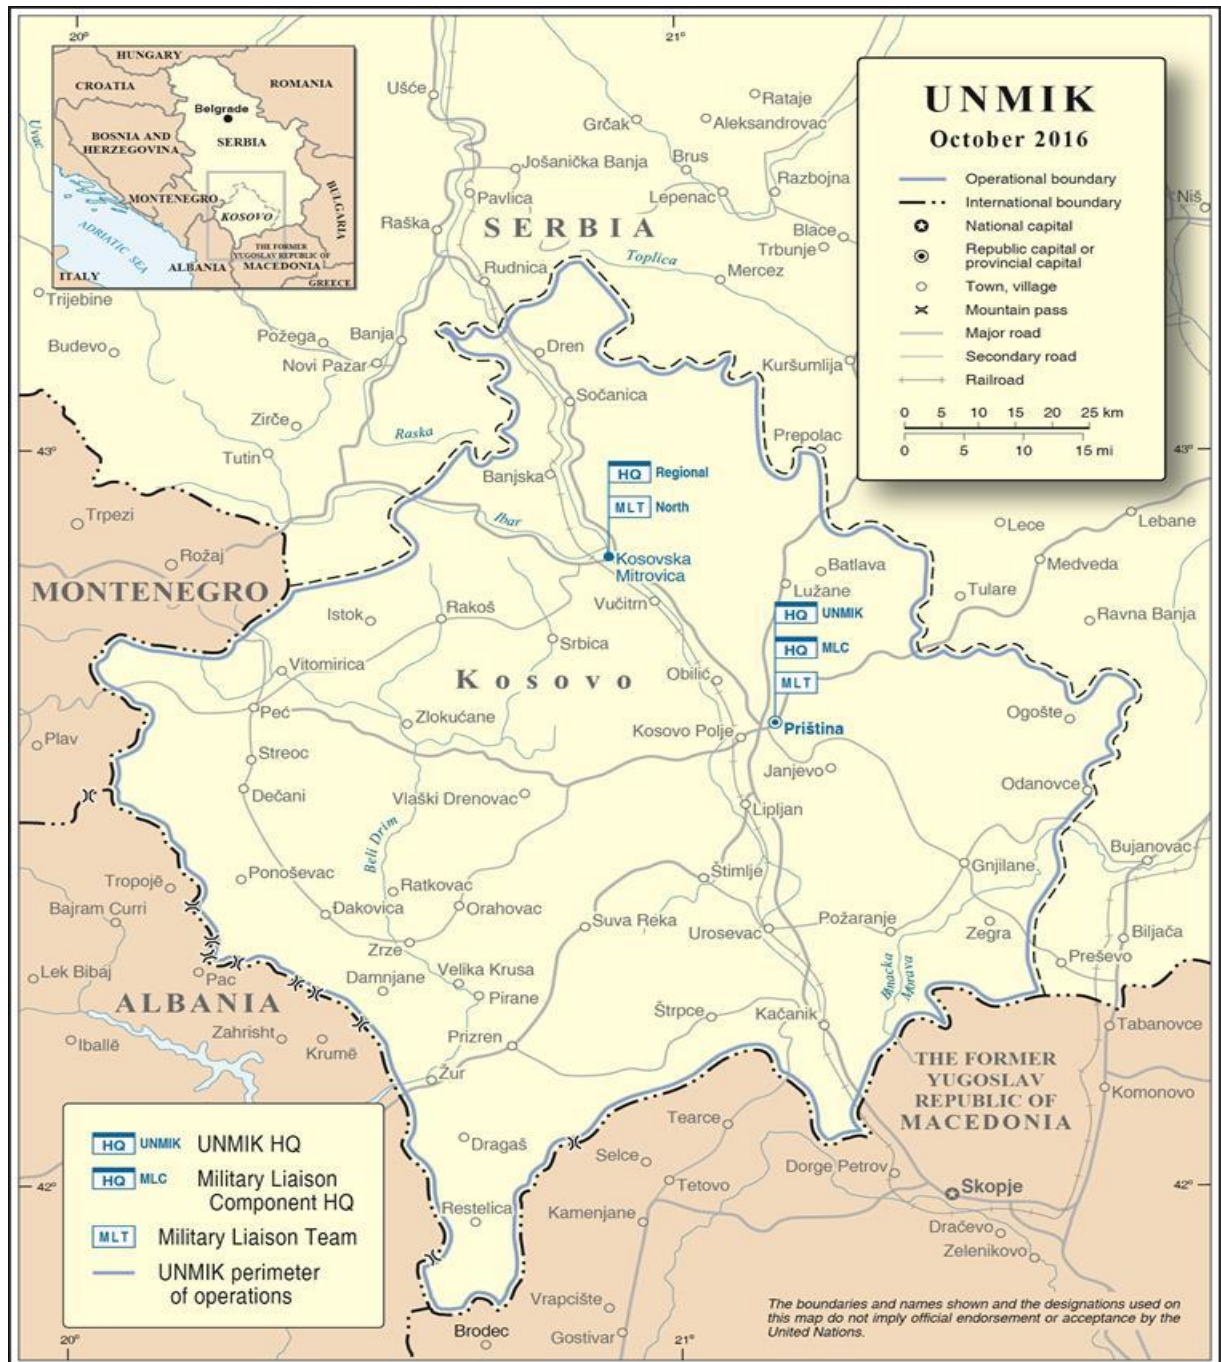 20°
21°
HUNGARY
CROATIA
ROMANIA
Belgrade
BOSNIA AND
HERZEGOVINA
SERBIA
MONTENEGRO
KOSOVO
BULGARIA
ADRIATIC SEA
THE FORMER
YUGOSLAV REPUBLIC OF
ALBANIA
MACEDONIA
ITALY
GREECE
Uvac
UNMIK
October 2016
Operational boundary
International boundary
National capital
Republic capital or
provincial capital
Town, village
Mountain pass
Major road
Secondary road
Railroad
0 5 10 15 20 25 km
0 5 10 15 mi
Ušće
Rataje
Grčak
Aleksandrovac
Jošanička Banja
Brus
Razbojna
Pavlica
Lepenac
Niš
Raška
SERBIA
Blace
Trbunje
Toplica
Rudnica
Mercez
Trijebine
Požega
Banja
Budevo
Dren
Novi Pazar
Kuršumlija
Sočanica
Zirče
Raska
Prepolac
43°
43°
Tutin
Banjska
HQ Regional
MLT North
Trpezi
Ibar
Lece
Lebane
Rožaj
Kosovska
Mitrovica
Batlava
Medveda
MONTENEGRO
Lužane
Tulare
Vučitrn
Istok
Rakoš
HQ UNMIK
Ravna Banja
Srbica
HQ MLC
Vitomirica
Kosovo
Obilić
MLT
Peć
Zlokućane
Ogošte
Plav
Kosovo Polje
Priština
Streoc
Janjevo
Dečani
Vlaški Drenovac
Odanovce
Lipljan
Beli Drim
Bujanovac
Gnjilane
Tropojë
Ponoševac
Štimlje
Ratkovac
Bajram Curri
Đakovica
Orahovac
Suva Reka
Požaranje
Urosevac
Zegra
Biljača
Zrze
Preševo
Lek Bibaj
Pac
Damnjane
Velika Krusa
Morava
ALBANIA
Pirane
Štrpce
Kačanik
Zahrisht
Tabanovce
Iballë
Krumë
Prizren
THE FORMER
YUGOSLAV
REPUBLIC OF
MACEDONIA
Žur
Komonovo
Tearce
HQ UNMIK UNMIK HQ
HQ MLC Military Liaison
Component HQ
MLT Military Liaison Team
UNMIK perimeter
of operations
Dragaš
Selce
Dorge Petrov
42°
42°
Tetovo
Skopje
Restelica
Kamenjane
Dračevo
Zelenikovo
Vrapcište
Brodec
Gostivar
The boundaries and names shown and the designations used on
this map do not imply official endorsement or acceptance by the
United Nations.
20°
21°